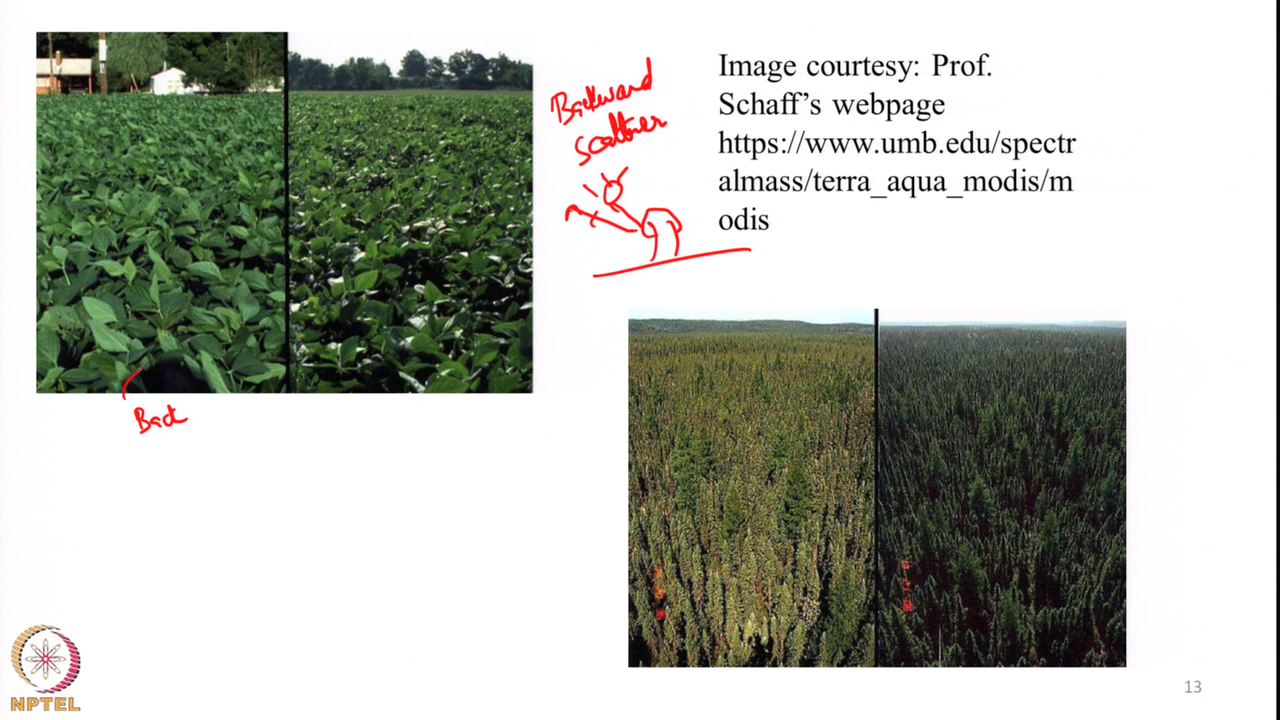 Backward
scatter
Image courtesy: Prof.
Schaff’s webpage
https://www.umb.edu/spectr
almass/terra_aqua_modis/m
odis
Back
NPTEL
13